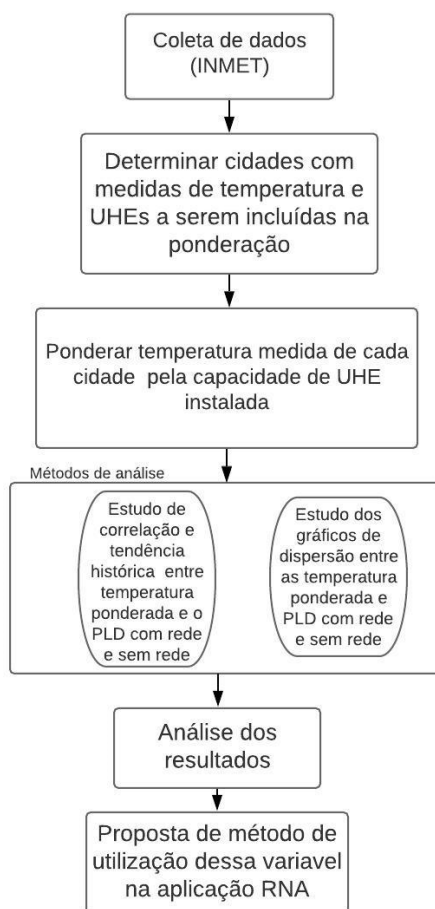 Coleta de dados
(INMET)
Determinar cidades com
medidas de temperatura e
UHEs a serem incluídas na
ponderação
Ponderar temperatura medida de cada
cidade pela capacidade de UHE
instalada
Métodos de análise
Estudo de
correlação e
tendência
histórica entre
temperatura
ponderada e o
PLD com rede
e sem rede
Estudo dos
gráficos de
dispersão entre
as temperatura
ponderada e
PLD com rede
e sem rede
Análise dos
resultados
Proposta de método de
utilização dessa variavel
na aplicação RNA